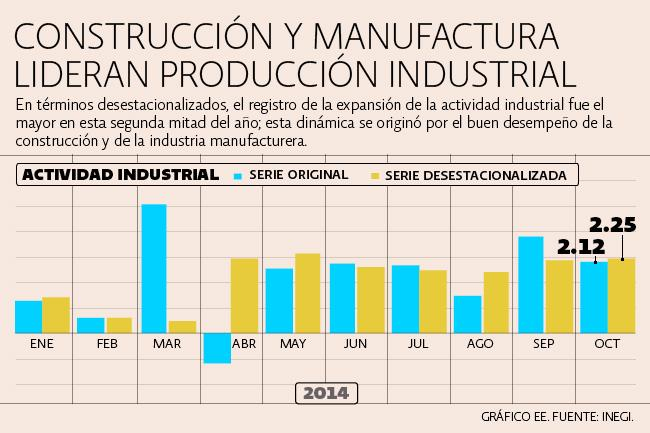 CONSTRUCCIÓN Y MANUFACTURA
LIDERAN PRODUCCIÓN INDUSTRIAL
En términos desestacionalizados, el registro de la expansión de la actividad industrial fue el
mayor en esta segunda mitad del año; esta dinámica se originó por el buen desempeño de la
construcción y de la industria manufacturera.
ACTIVIDAD INDUSTRIAL SERIE ORIGINAL SERIE DESESTACIONALIZADA
2.25
2.12
ENE FEB MAR ABR MAY JUN JUL AGO SEP OCT
2014
GRÁFICO EE. FUENTE: INEGI.